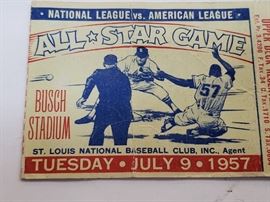 NATIONAL LEAGUE vs. AMERICAN LEAGUE
ALL★STAR GAME
BUSCH
STADIUM
57
ST. LOUIS NATIONAL BASEBALL CLUB, INC., Agent
TUESDAY • JULY 9 • 1957